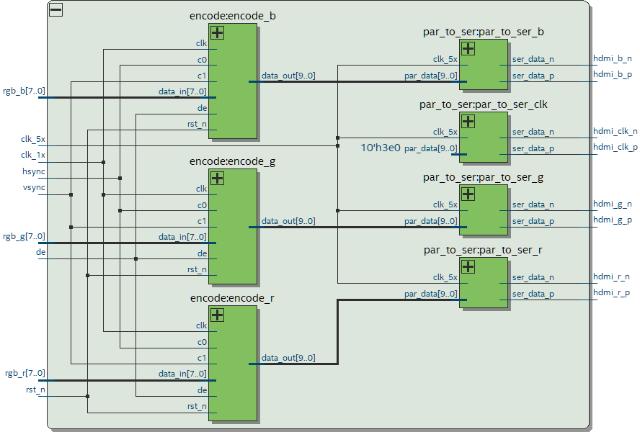 encode:encode_b
clk
c0
c1
data_in[7..0]
de
rst_n
data_out[9..0]
rgb_b[7..0]
clk_5x
clk_1x
hsync
vsync
encode:encode_g
clk
c0
c1
data_in[7..0]
de
rst_n
data_out[9..0]
rgb_g[7..0]
de
encode:encode_r
clk
c0
c1
data_in[7..0]
de
rst_n
data_out[9..0]
rgb_r[7..0]
rst_n
par_to_ser:par_to_ser_b
clk_5x
par_data[9..0]
ser_data_n
ser_data_p
hdmi_b_n
hdmi_b_p
par_to_ser:par_to_ser_clk
clk_5x
10'h3e0 par_data[9..0]
ser_data_n
ser_data_p
hdmi_clk_n
hdmi_clk_p
par_to_ser:par_to_ser_g
clk_5x
par_data[9..0]
ser_data_n
ser_data_p
hdmi_g_n
hdmi_g_p
par_to_ser:par_to_ser_r
clk_5x
par_data[9..0]
ser_data_n
ser_data_p
hdmi_r_n
hdmi_r_p